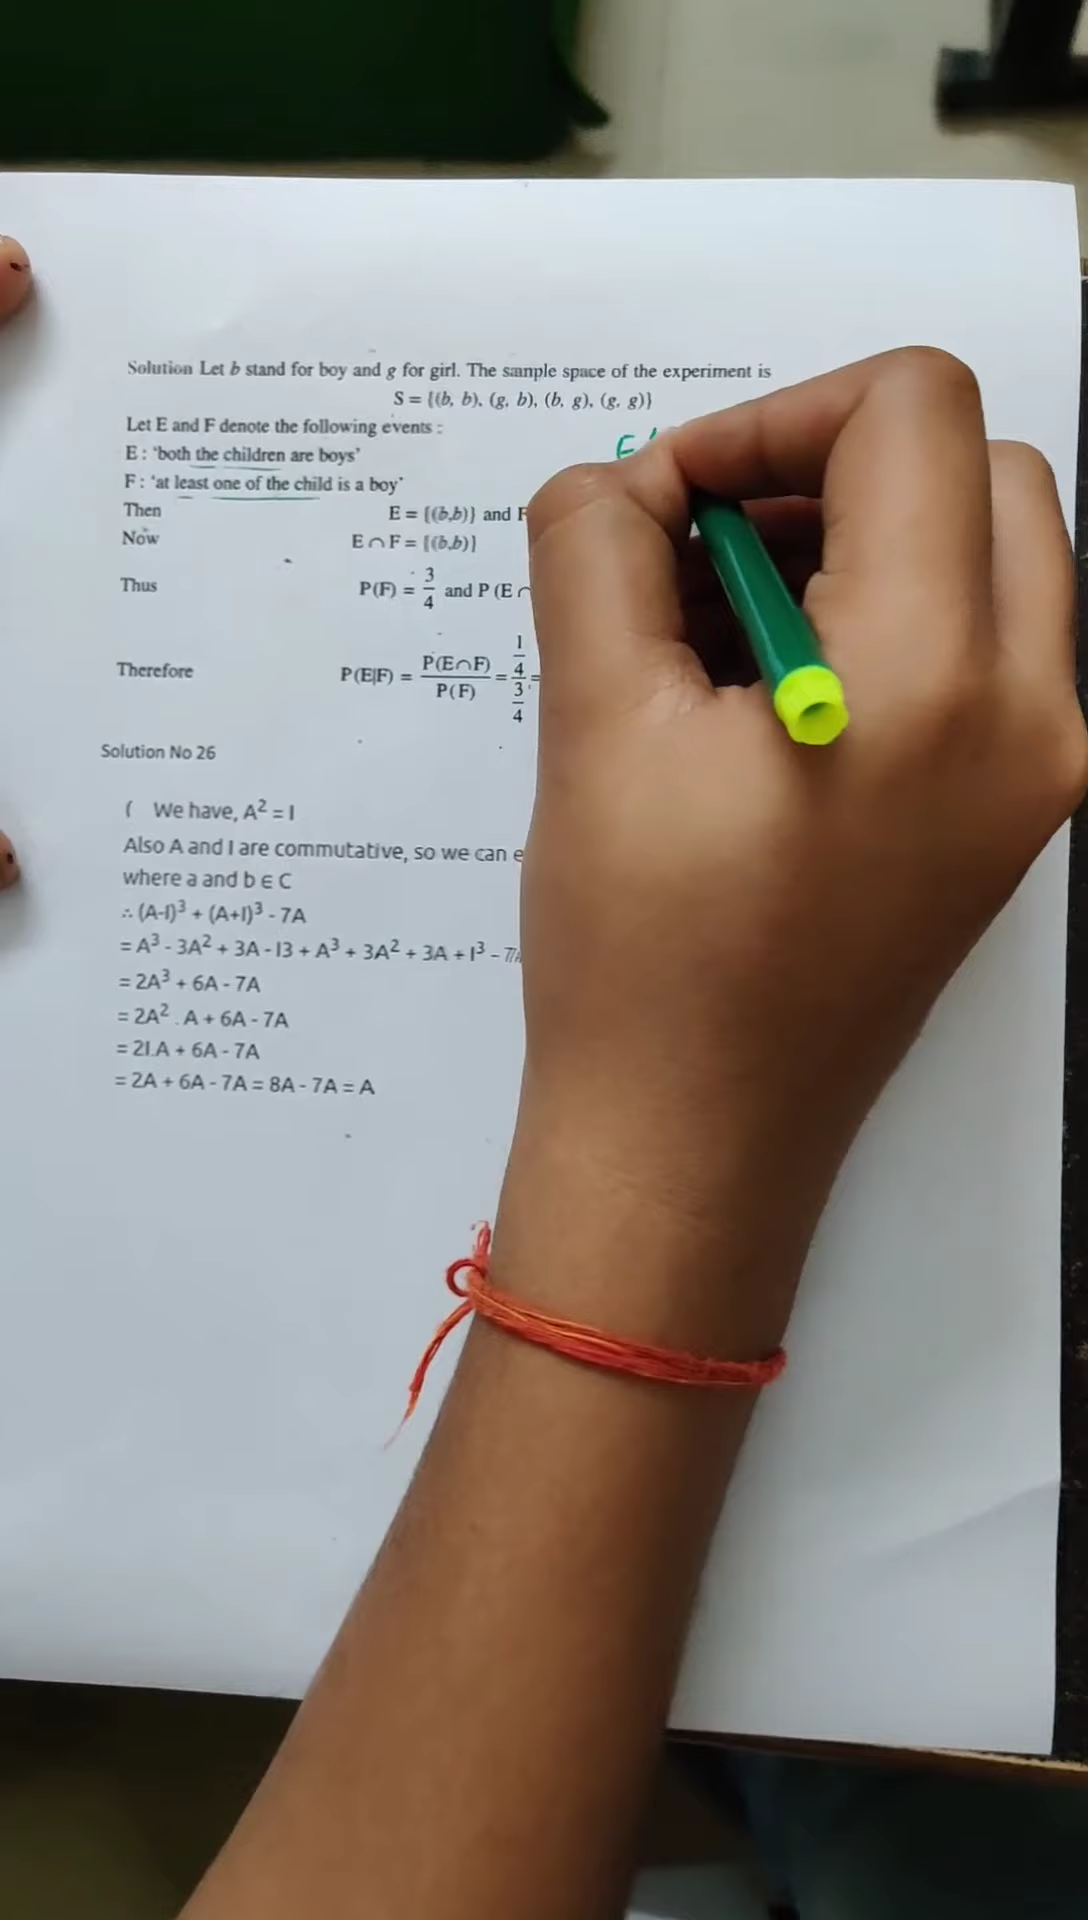 Solution Let b stand for boy and g for girl. The sample space of the experiment is
S = {(b, b), (g, b), (b, g), (g, g)}
E
Let E and F denote the following events :
E : ‘both the children are boys’
F : ‘at least one of the child is a boy’
Then E = {(b,b)} and F
Now E∩F = {(b,b)}
Thus P(F) = 3/4 and P (E ∩
Therefore P(E|F) = P(E∩F)/P(F) = 1/4 / 3/4 =
Solution No 26
( We have, A² = I
Also A and I are commutative, so we can e
where a and b ∈ C
∴ (A-I)³ + (A+I)³ - 7A
= A³ - 3A² + 3A - I3 + A³ + 3A² + 3A + I³ - 7A
= 2A³ + 6A - 7A
= 2A² . A + 6A - 7A
= 2I.A + 6A - 7A
= 2A + 6A - 7A = 8A - 7A = A